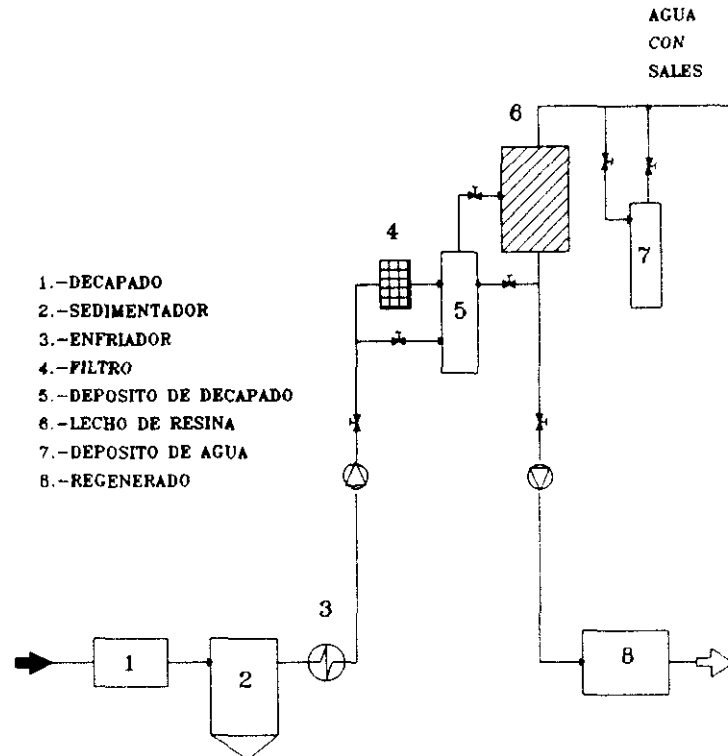 AGUA
CON
SALES
6
4
7
5
1.-DECAPADO
2.-SEDIMENTADOR
3.-ENFRIADOR
4.-FILTRO
5.-DEPOSITO DE DECAPADO
6.-LECHO DE RESINA
7.-DEPOSITO DE AGUA
8.-REGENERADO
3
1
2
8